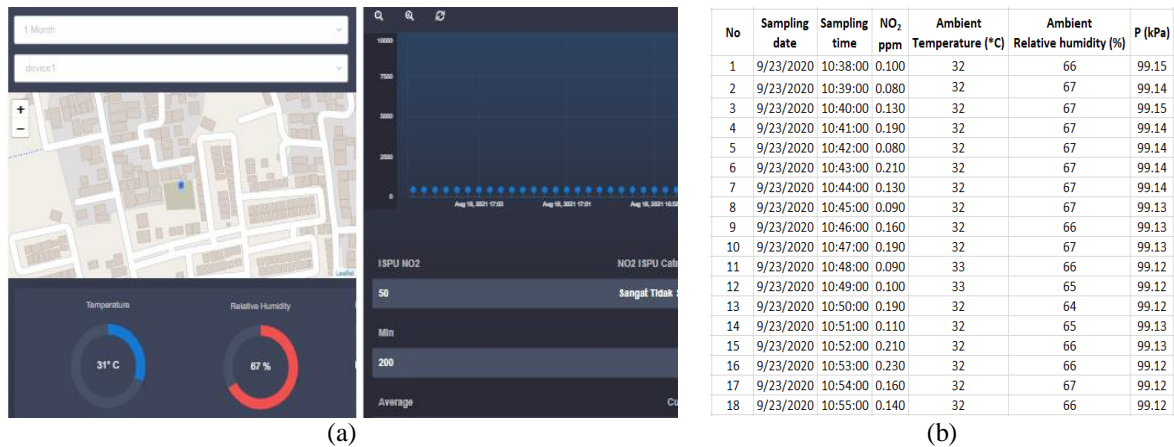 1 Month
device1
+
−
Leaflet
Temperature
Relative Humidity
31° C
67 %
10000
7500
5000
2500
0
Aug 18, 2021 17:03
Aug 18, 2021 17:01
Aug 18, 2021 16:5
ISPU NO2
NO2 ISPU Cate
50
Sangat Tidak S
Min
200
Average
Cu
(a)
No Sampling date Sampling time NO2 ppm Ambient Temperature (*C) Ambient Relative humidity (%) P (kPa)
1 9/23/2020 10:38:00 0.100 32 66 99.15
2 9/23/2020 10:39:00 0.080 32 67 99.14
3 9/23/2020 10:40:00 0.130 32 67 99.15
4 9/23/2020 10:41:00 0.190 32 67 99.14
5 9/23/2020 10:42:00 0.080 32 67 99.14
6 9/23/2020 10:43:00 0.210 32 67 99.14
7 9/23/2020 10:44:00 0.130 32 67 99.14
8 9/23/2020 10:45:00 0.090 32 67 99.13
9 9/23/2020 10:46:00 0.160 32 66 99.13
10 9/23/2020 10:47:00 0.190 32 67 99.13
11 9/23/2020 10:48:00 0.090 33 66 99.12
12 9/23/2020 10:49:00 0.100 33 65 99.12
13 9/23/2020 10:50:00 0.190 32 64 99.12
14 9/23/2020 10:51:00 0.110 32 65 99.13
15 9/23/2020 10:52:00 0.210 32 66 99.13
16 9/23/2020 10:53:00 0.230 32 66 99.12
17 9/23/2020 10:54:00 0.160 32 67 99.12
18 9/23/2020 10:55:00 0.140 32 66 99.12
(b)